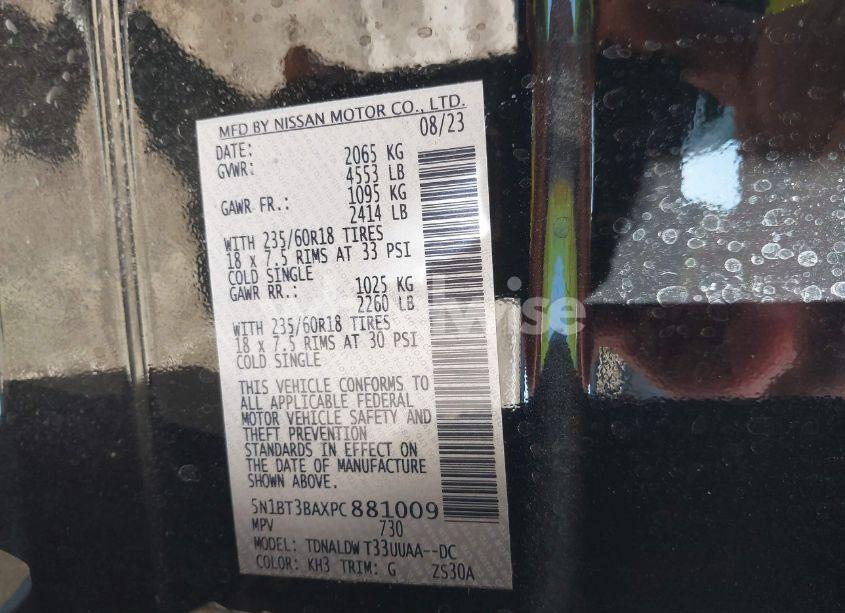 MFD BY NISSAN MOTOR CO., LTD.
DATE: 08/23
GVWR: 2065 KG
4553 LB
GAWR FR.: 1095 KG
2414 LB
WITH 235/60R18 TIRES
18 x 7.5 RIMS AT 33 PSI
COLD SINGLE
GAWR RR.: 1025 KG
2260 LB
WITH 235/60R18 TIRES
18 x 7.5 RIMS AT 30 PSI
COLD SINGLE
THIS VEHICLE CONFORMS TO
ALL APPLICABLE FEDERAL
MOTOR VEHICLE SAFETY AND
THEFT PREVENTION
STANDARDS IN EFFECT ON
THE DATE OF MANUFACTURE
SHOWN ABOVE.
5N1BT3BAXPC881009
MPV 730
MODEL: TDNALDW T33UUAA--DC
COLOR: KH3 TRIM: G ZS30A